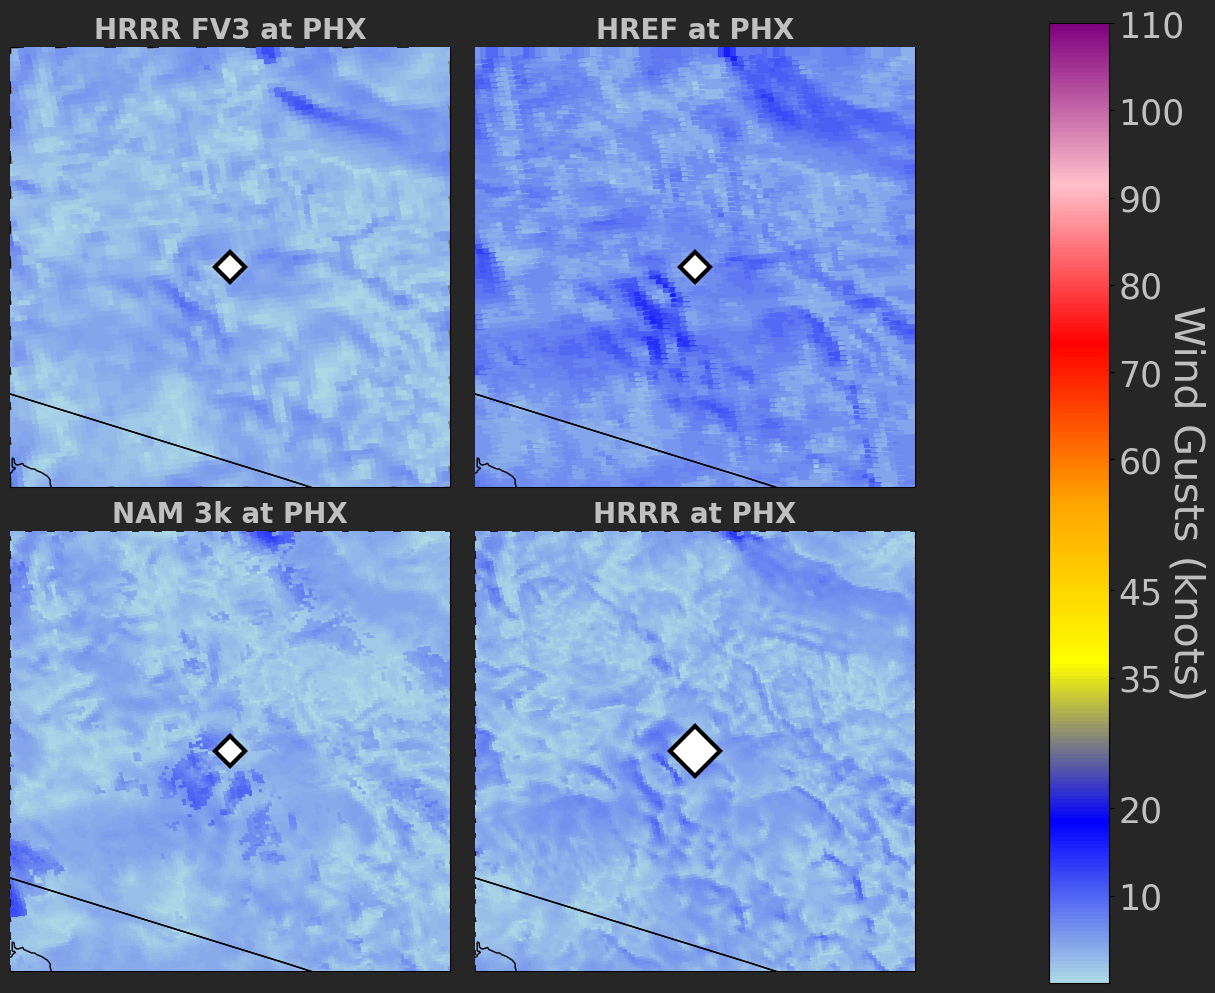 HRRR FV3 at PHX
HREF at PHX
NAM 3k at PHX
HRRR at PHX
110
100
90
80
70
60
45
35
20
10
Wind Gusts (knots)